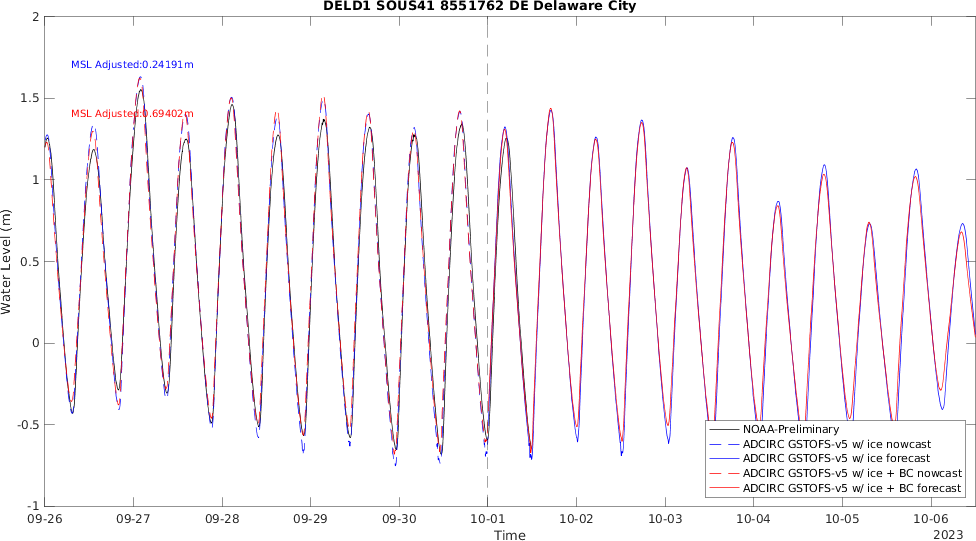 DELD1 SOUS41 8551762 DE Delaware City
MSL Adjusted:0.24191m
MSL Adjusted:0.69402m
Water Level (m)
2
1.5
1
0.5
0
-0.5
-1
09-26 09-27 09-28 09-29 09-30 10-01 10-02 10-03 10-04 10-05 10-06
Time
2023
NOAA-Preliminary
ADCIRC GSTOFS-v5 w/ ice nowcast
ADCIRC GSTOFS-v5 w/ ice forecast
ADCIRC GSTOFS-v5 w/ ice + BC nowcast
ADCIRC GSTOFS-v5 w/ ice + BC forecast